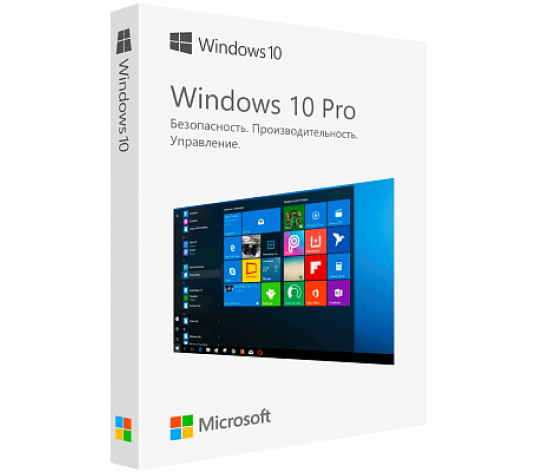 Windows 10
Windows 10
Windows 10 Pro
Безопасность. Производительность.
Управление.
Microsoft